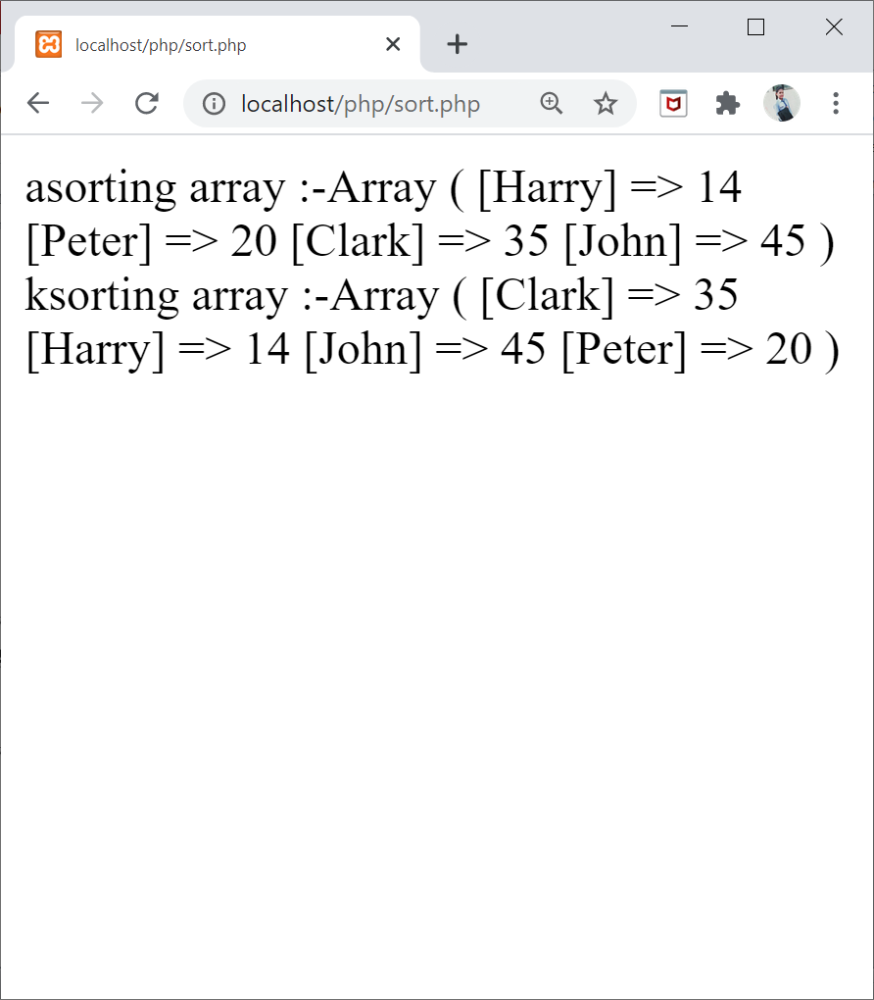 localhost/php/sort.php
localhost/php/sort.php
asorting array :-Array ( [Harry] => 14
[Peter] => 20 [Clark] => 35 [John] => 45 )
ksorting array :-Array ( [Clark] => 35
[Harry] => 14 [John] => 45 [Peter] => 20 )